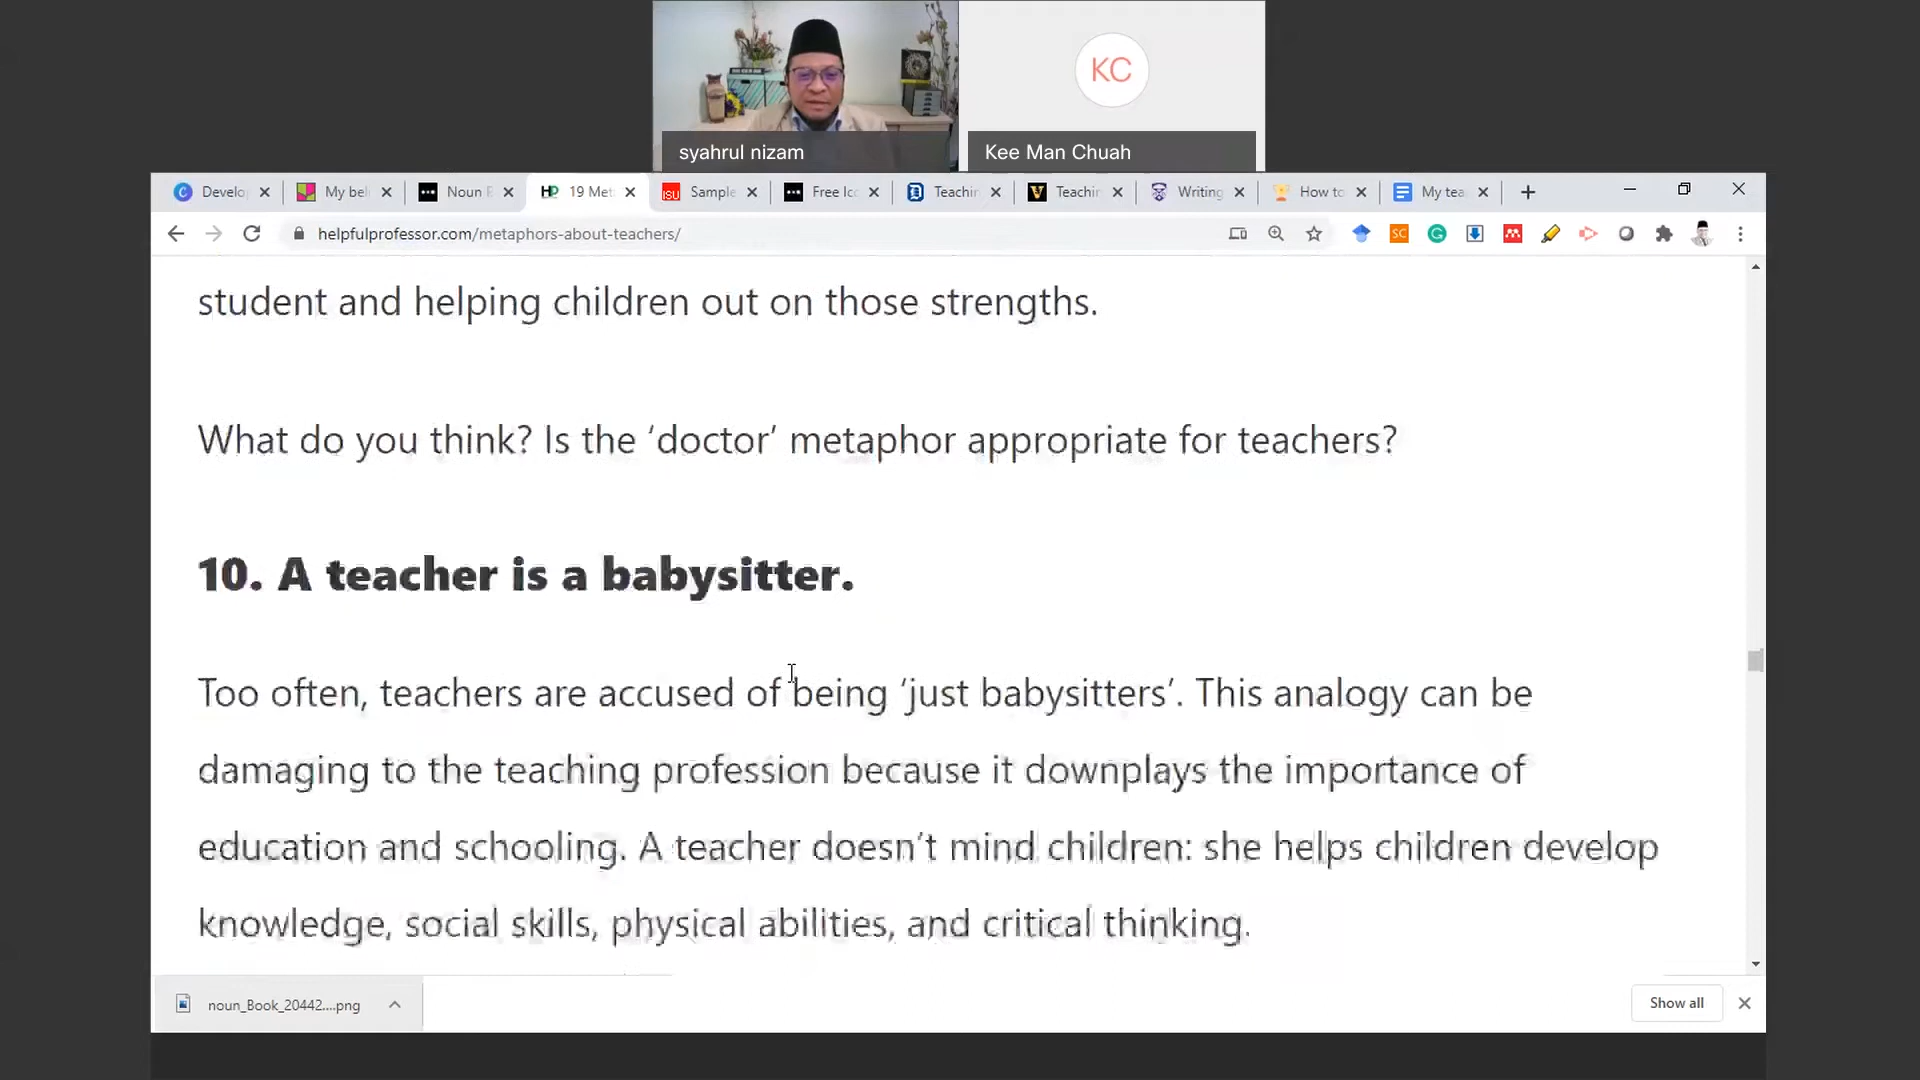 KC
syahrul nizam
Kee Man Chuah
Develo
My bel
Noun P
19 Met
Sample
Free Ico
Teachin
Teachin
Writing
How to
My tea
helpfulprofessor.com/metaphors-about-teachers/
student and helping children out on those strengths.
What do you think? Is the ‘doctor’ metaphor appropriate for teachers?
10. A teacher is a babysitter.
Too often, teachers are accused of being ‘just babysitters’. This analogy can be
damaging to the teaching profession because it downplays the importance of
education and schooling. A teacher doesn’t mind children: she helps children develop
knowledge, social skills, physical abilities, and critical thinking.
noun_Book_20442....png
Show all